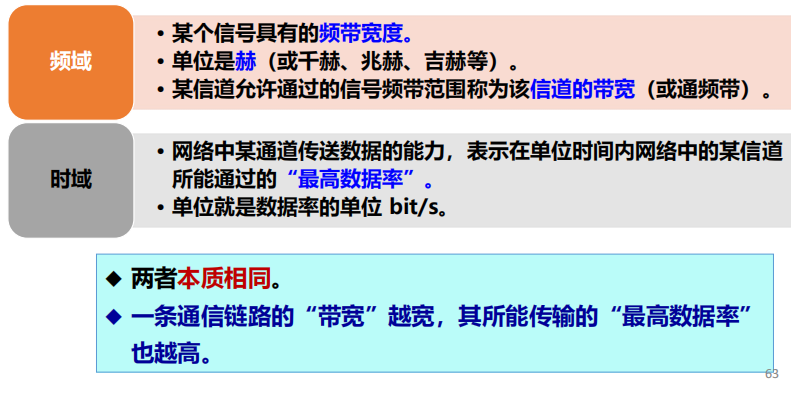 频域
• 某个信号具有的频带宽度。
• 单位是赫（或千赫、兆赫、吉赫等）。
• 某信道允许通过的信号频带范围称为该信道的带宽（或通频带）。
时域
• 网络中某通道传送数据的能力，表示在单位时间内网络中的某信道
所能通过的“最高数据率”。
• 单位就是数据率的单位 bit/s。
◆ 两者本质相同。
◆ 一条通信链路的“带宽”越宽，其所能传输的“最高数据率”
也越高。
63